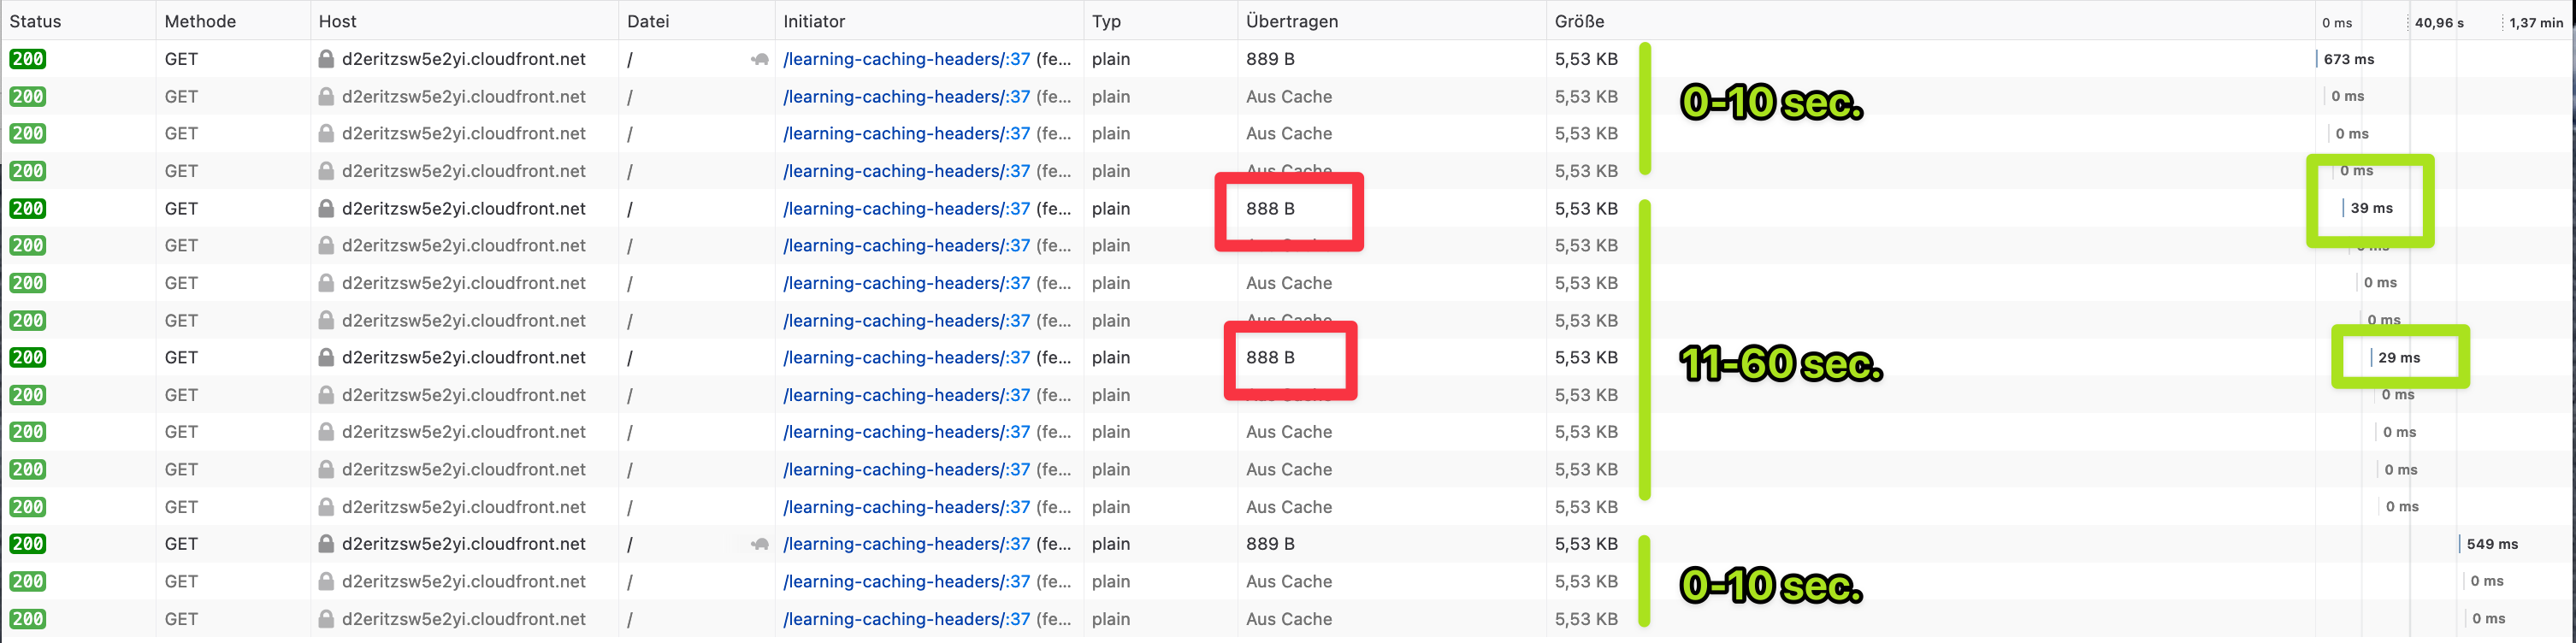 Status Methode Host Datei Initiator Typ Übertragen Größe 0 ms 40,96 s 1,37 min
200 GET d2eritzsw5e2yi.cloudfront.net / /learning-caching-headers/:37 (fe... plain 889 B 5,53 KB 673 ms
200 GET d2eritzsw5e2yi.cloudfront.net / /learning-caching-headers/:37 (fe... plain Aus Cache 5,53 KB 0 ms
0-10 sec.
200 GET d2eritzsw5e2yi.cloudfront.net / /learning-caching-headers/:37 (fe... plain Aus Cache 5,53 KB 0 ms
200 GET d2eritzsw5e2yi.cloudfront.net / /learning-caching-headers/:37 (fe... plain Aus Cache 5,53 KB 0 ms
200 GET d2eritzsw5e2yi.cloudfront.net / /learning-caching-headers/:37 (fe... plain 888 B 5,53 KB 39 ms
200 GET d2eritzsw5e2yi.cloudfront.net / /learning-caching-headers/:37 (fe... plain 5,53 KB 0 ms
200 GET d2eritzsw5e2yi.cloudfront.net / /learning-caching-headers/:37 (fe... plain Aus Cache 5,53 KB 0 ms
200 GET d2eritzsw5e2yi.cloudfront.net / /learning-caching-headers/:37 (fe... plain Aus Cache 5,53 KB 0 ms
200 GET d2eritzsw5e2yi.cloudfront.net / /learning-caching-headers/:37 (fe... plain 888 B 5,53 KB 29 ms
11-60 sec.
200 GET d2eritzsw5e2yi.cloudfront.net / /learning-caching-headers/:37 (fe... plain 5,53 KB 0 ms
200 GET d2eritzsw5e2yi.cloudfront.net / /learning-caching-headers/:37 (fe... plain Aus Cache 5,53 KB 0 ms
200 GET d2eritzsw5e2yi.cloudfront.net / /learning-caching-headers/:37 (fe... plain Aus Cache 5,53 KB 0 ms
200 GET d2eritzsw5e2yi.cloudfront.net / /learning-caching-headers/:37 (fe... plain Aus Cache 5,53 KB 0 ms
200 GET d2eritzsw5e2yi.cloudfront.net / /learning-caching-headers/:37 (fe... plain 889 B 5,53 KB 549 ms
200 GET d2eritzsw5e2yi.cloudfront.net / /learning-caching-headers/:37 (fe... plain Aus Cache 5,53 KB 0 ms
0-10 sec.
200 GET d2eritzsw5e2yi.cloudfront.net / /learning-caching-headers/:37 (fe... plain Aus Cache 5,53 KB 0 ms